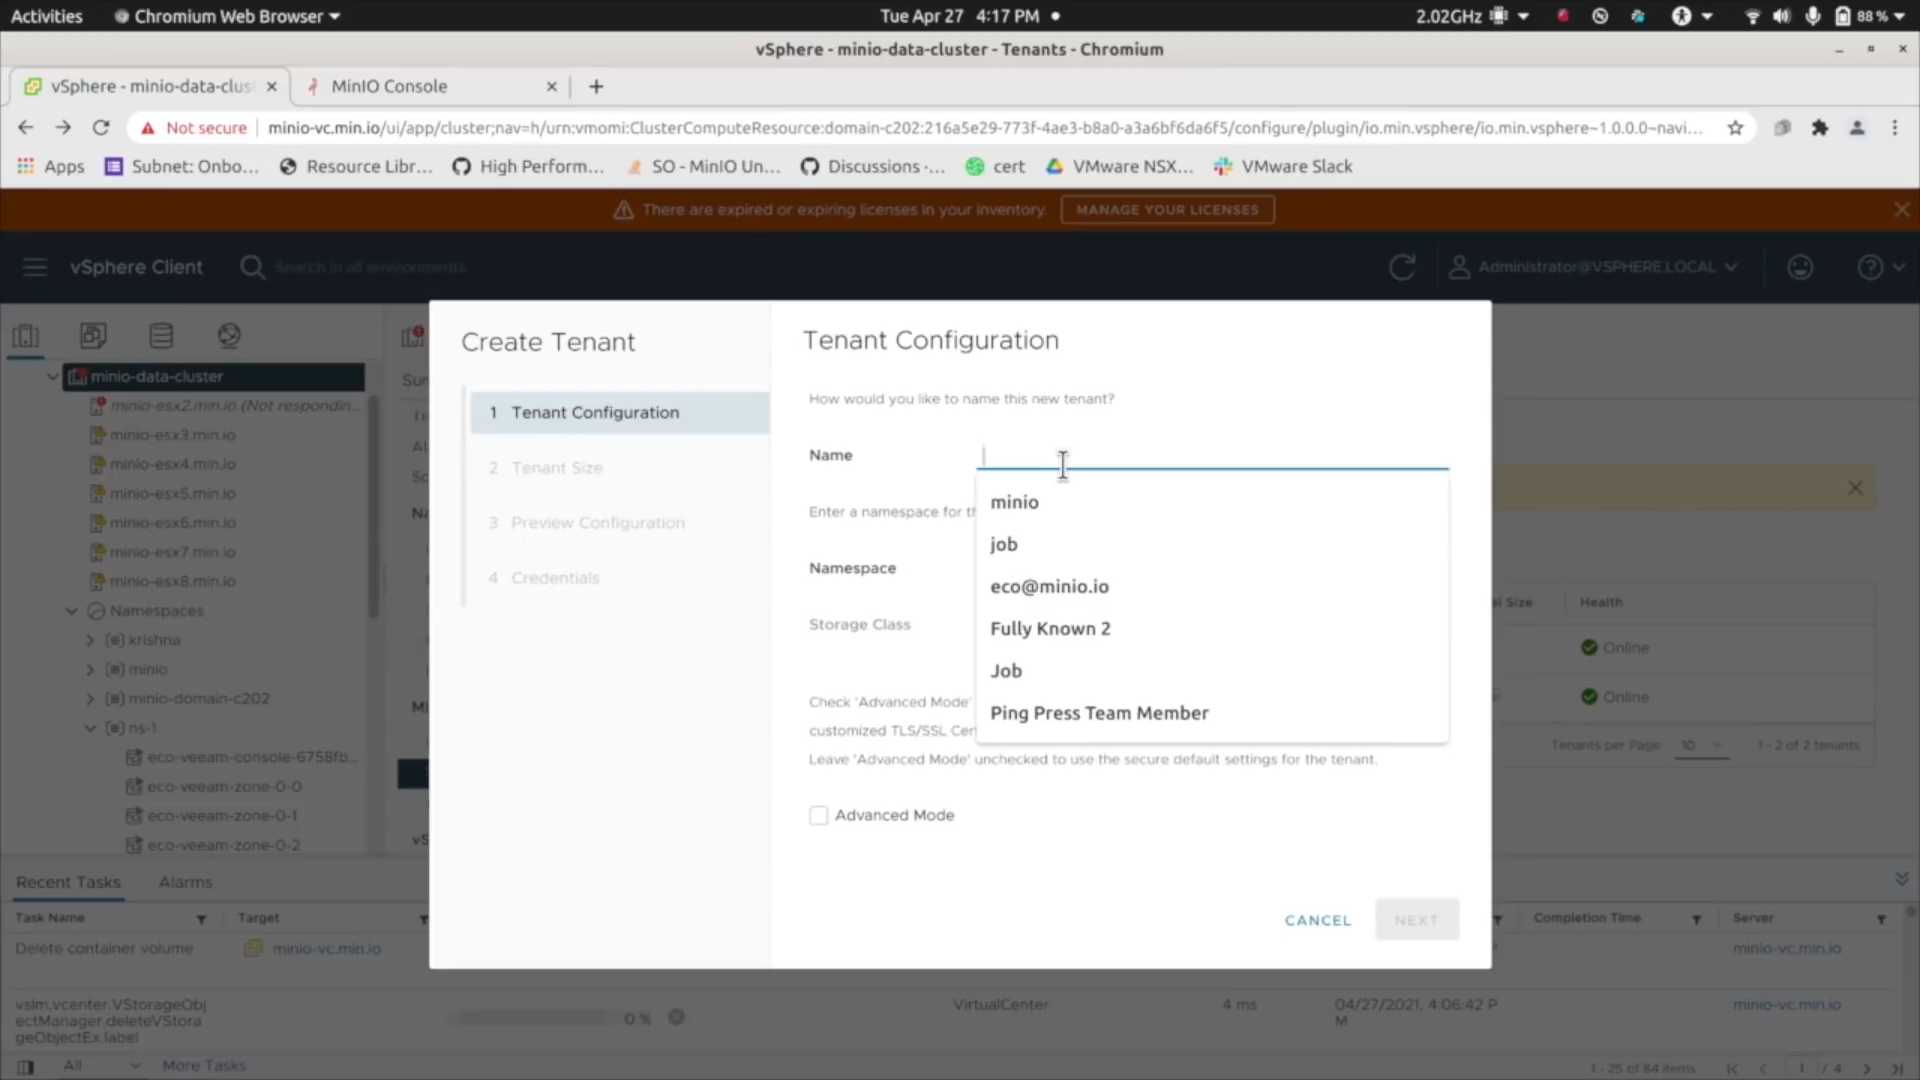 Activities
Chromium Web Browser
Tue Apr 27 4:17 PM
2.02GHz
88 %
vSphere - minio-data-cluster - Tenants - Chromium
vSphere - minio-data-clus
MinIO Console
Not secure
minio-vc.min.io/ui/app/cluster;nav=h/urn:vmomi:ClusterComputeResource:domain-c202:216a5e29-773f-4ae3-b8a0-a3a6bf6da6f5/configure/plugin/io.min.vsphere/io.min.vsphere~1.0.0.0~navi...
Apps
Subnet: Onbo...
Resource Libr...
High Perform...
SO - MinIO Un...
Discussions ·...
cert
VMware NSX...
VMware Slack
There are expired or expiring licenses in your inventory.
MANAGE YOUR LICENSES
vSphere Client
Search in all environments
Administrator@VSPHERE.LOCAL
minio-data-cluster
minio-esx2.min.io (Not respondin...
minio-esx3.min.io
minio-esx4.min.io
minio-esx5.min.io
minio-esx6.min.io
minio-esx7.min.io
minio-esx8.min.io
Namespaces
krishna
minio
minio-domain-c202
ns-1
eco-veeam-console-6758fb...
eco-veeam-zone-0-0
eco-veeam-zone-0-1
eco-veeam-zone-0-2
Create Tenant
1 Tenant Configuration
2 Tenant Size
3 Preview Configuration
4 Credentials
Tenant Configuration
How would you like to name this new tenant?
Name
minio
job
eco@minio.io
Fully Known 2
Job
Ping Press Team Member
Enter a namespace for th
Namespace
Storage Class
Check 'Advanced Mode'
customized TLS/SSL Cer
Leave 'Advanced Mode' unchecked to use the secure default settings for the tenant.
Advanced Mode
CANCEL
NEXT
Size
Health
Online
Online
Tenants per Page
10
1 - 2 of 2 tenants
Recent Tasks
Alarms
Task Name
Target
Completion Time
Server
Delete container volume
minio-vc.min.io
minio-vc.min.io
vslm.vcenter.VStorageObj
ectManager.deleteVStora
geObjectEx.label
0 %
VirtualCenter
4 ms
04/27/2021, 4:06:42 P
M
minio-vc.min.io
All
More Tasks
1 - 25 of 84 items
1 / 4